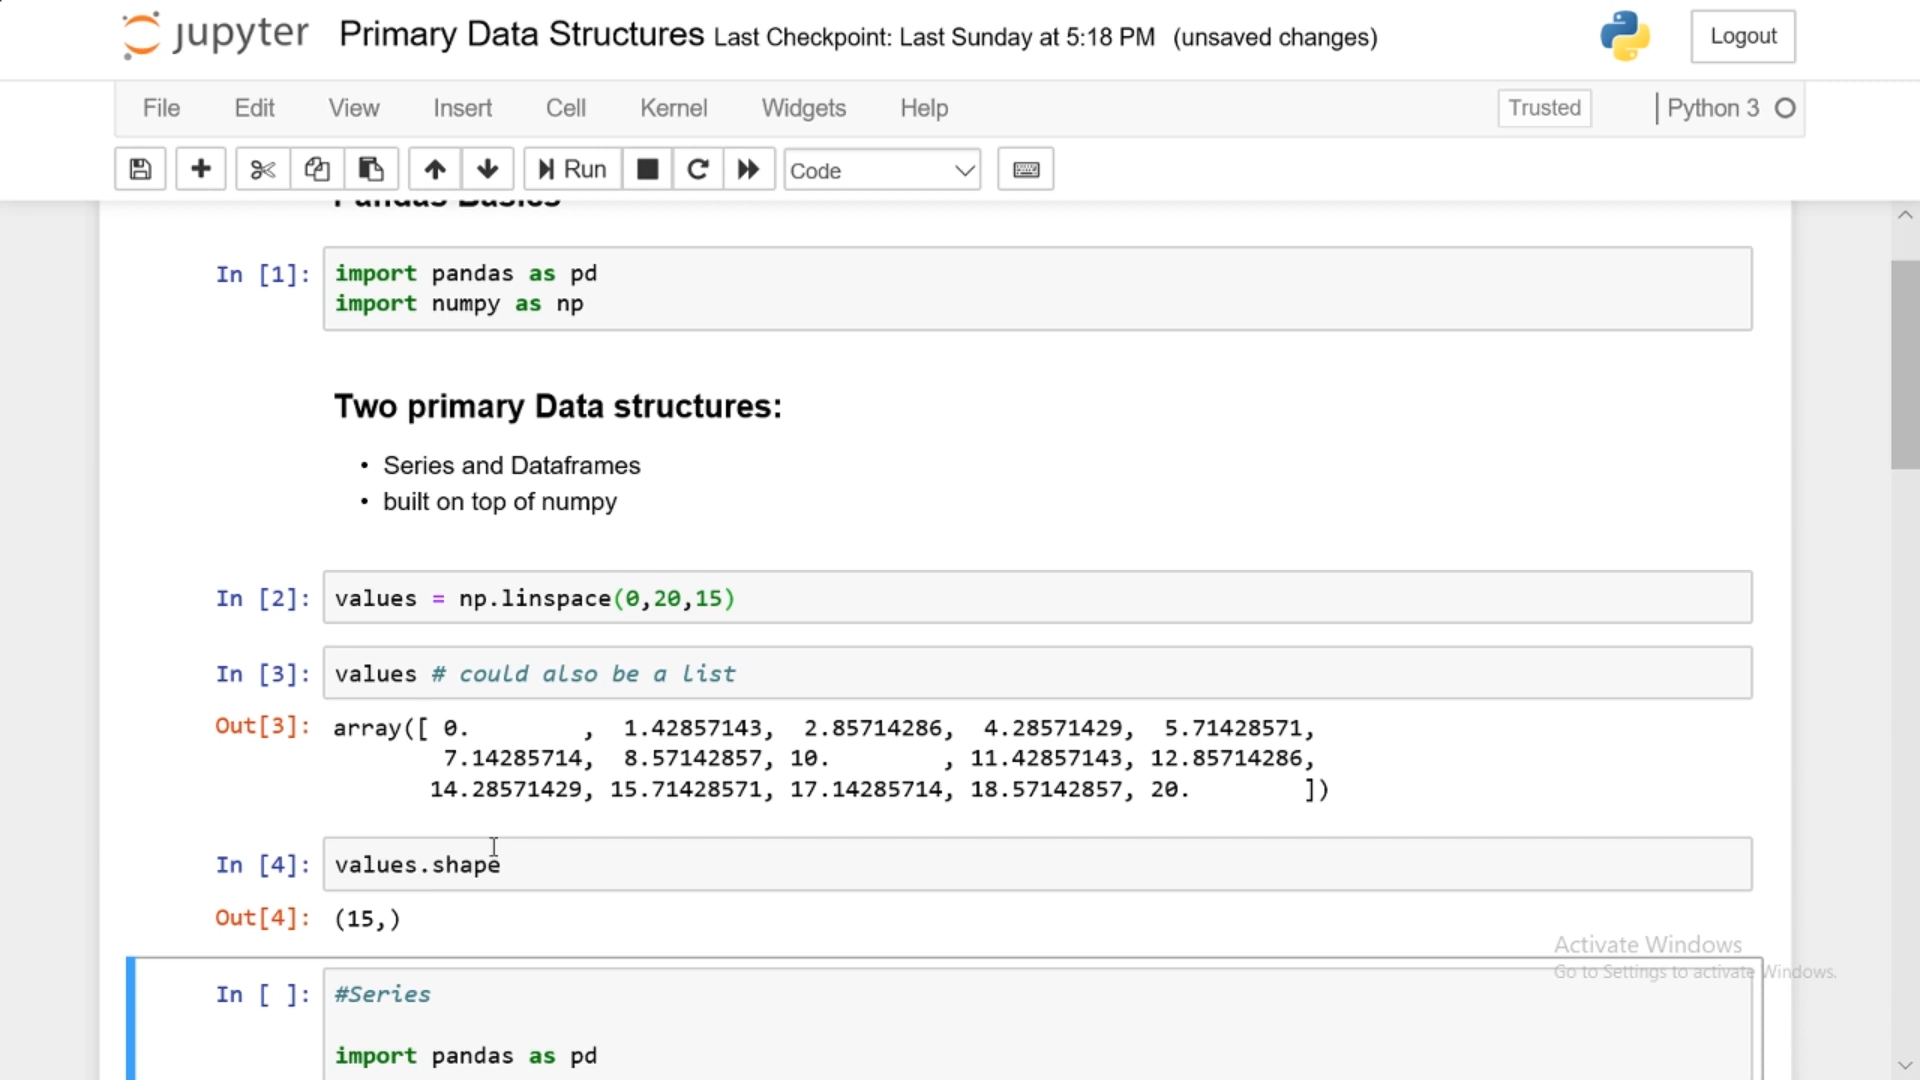 jupyter Primary Data Structures Last Checkpoint: Last Sunday at 5:18 PM (unsaved changes) Logout
File Edit View Insert Cell Kernel Widgets Help Trusted Python 3
Run Code
Pandas Basics
In [1]: import pandas as pd
import numpy as np
Two primary Data structures:
• Series and Dataframes
• built on top of numpy
In [2]: values = np.linspace(0,20,15)
In [3]: values # could also be a list
Out[3]: array([ 0.        ,  1.42857143,  2.85714286,  4.28571429,  5.71428571,
7.14285714,  8.57142857, 10.        , 11.42857143, 12.85714286,
14.28571429, 15.71428571, 17.14285714, 18.57142857, 20.        ])
In [4]: values.shape
Out[4]: (15,)
Activate Windows
Go to Settings to activate Windows.
In [ ]: #Series
import pandas as pd